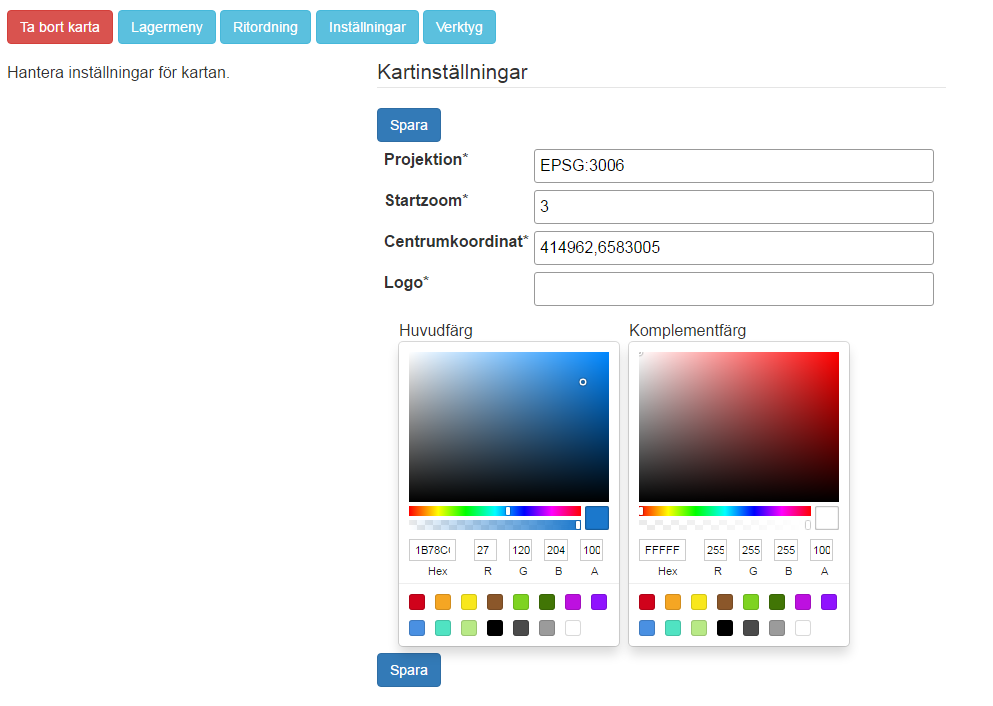 Ta bort karta Lagermeny Ritordning Inställningar Verktyg
Hantera inställningar för kartan.
Kartinställningar
Spara
Projektion* EPSG:3006
Startzoom* 3
Centrumkoordinat* 414962,6583005
Logo*
Huvudfärg Komplementfärg
1B78C 27 120 204 100 FFFFF 255 255 255 100
Hex R G B A Hex R G B A
Spara